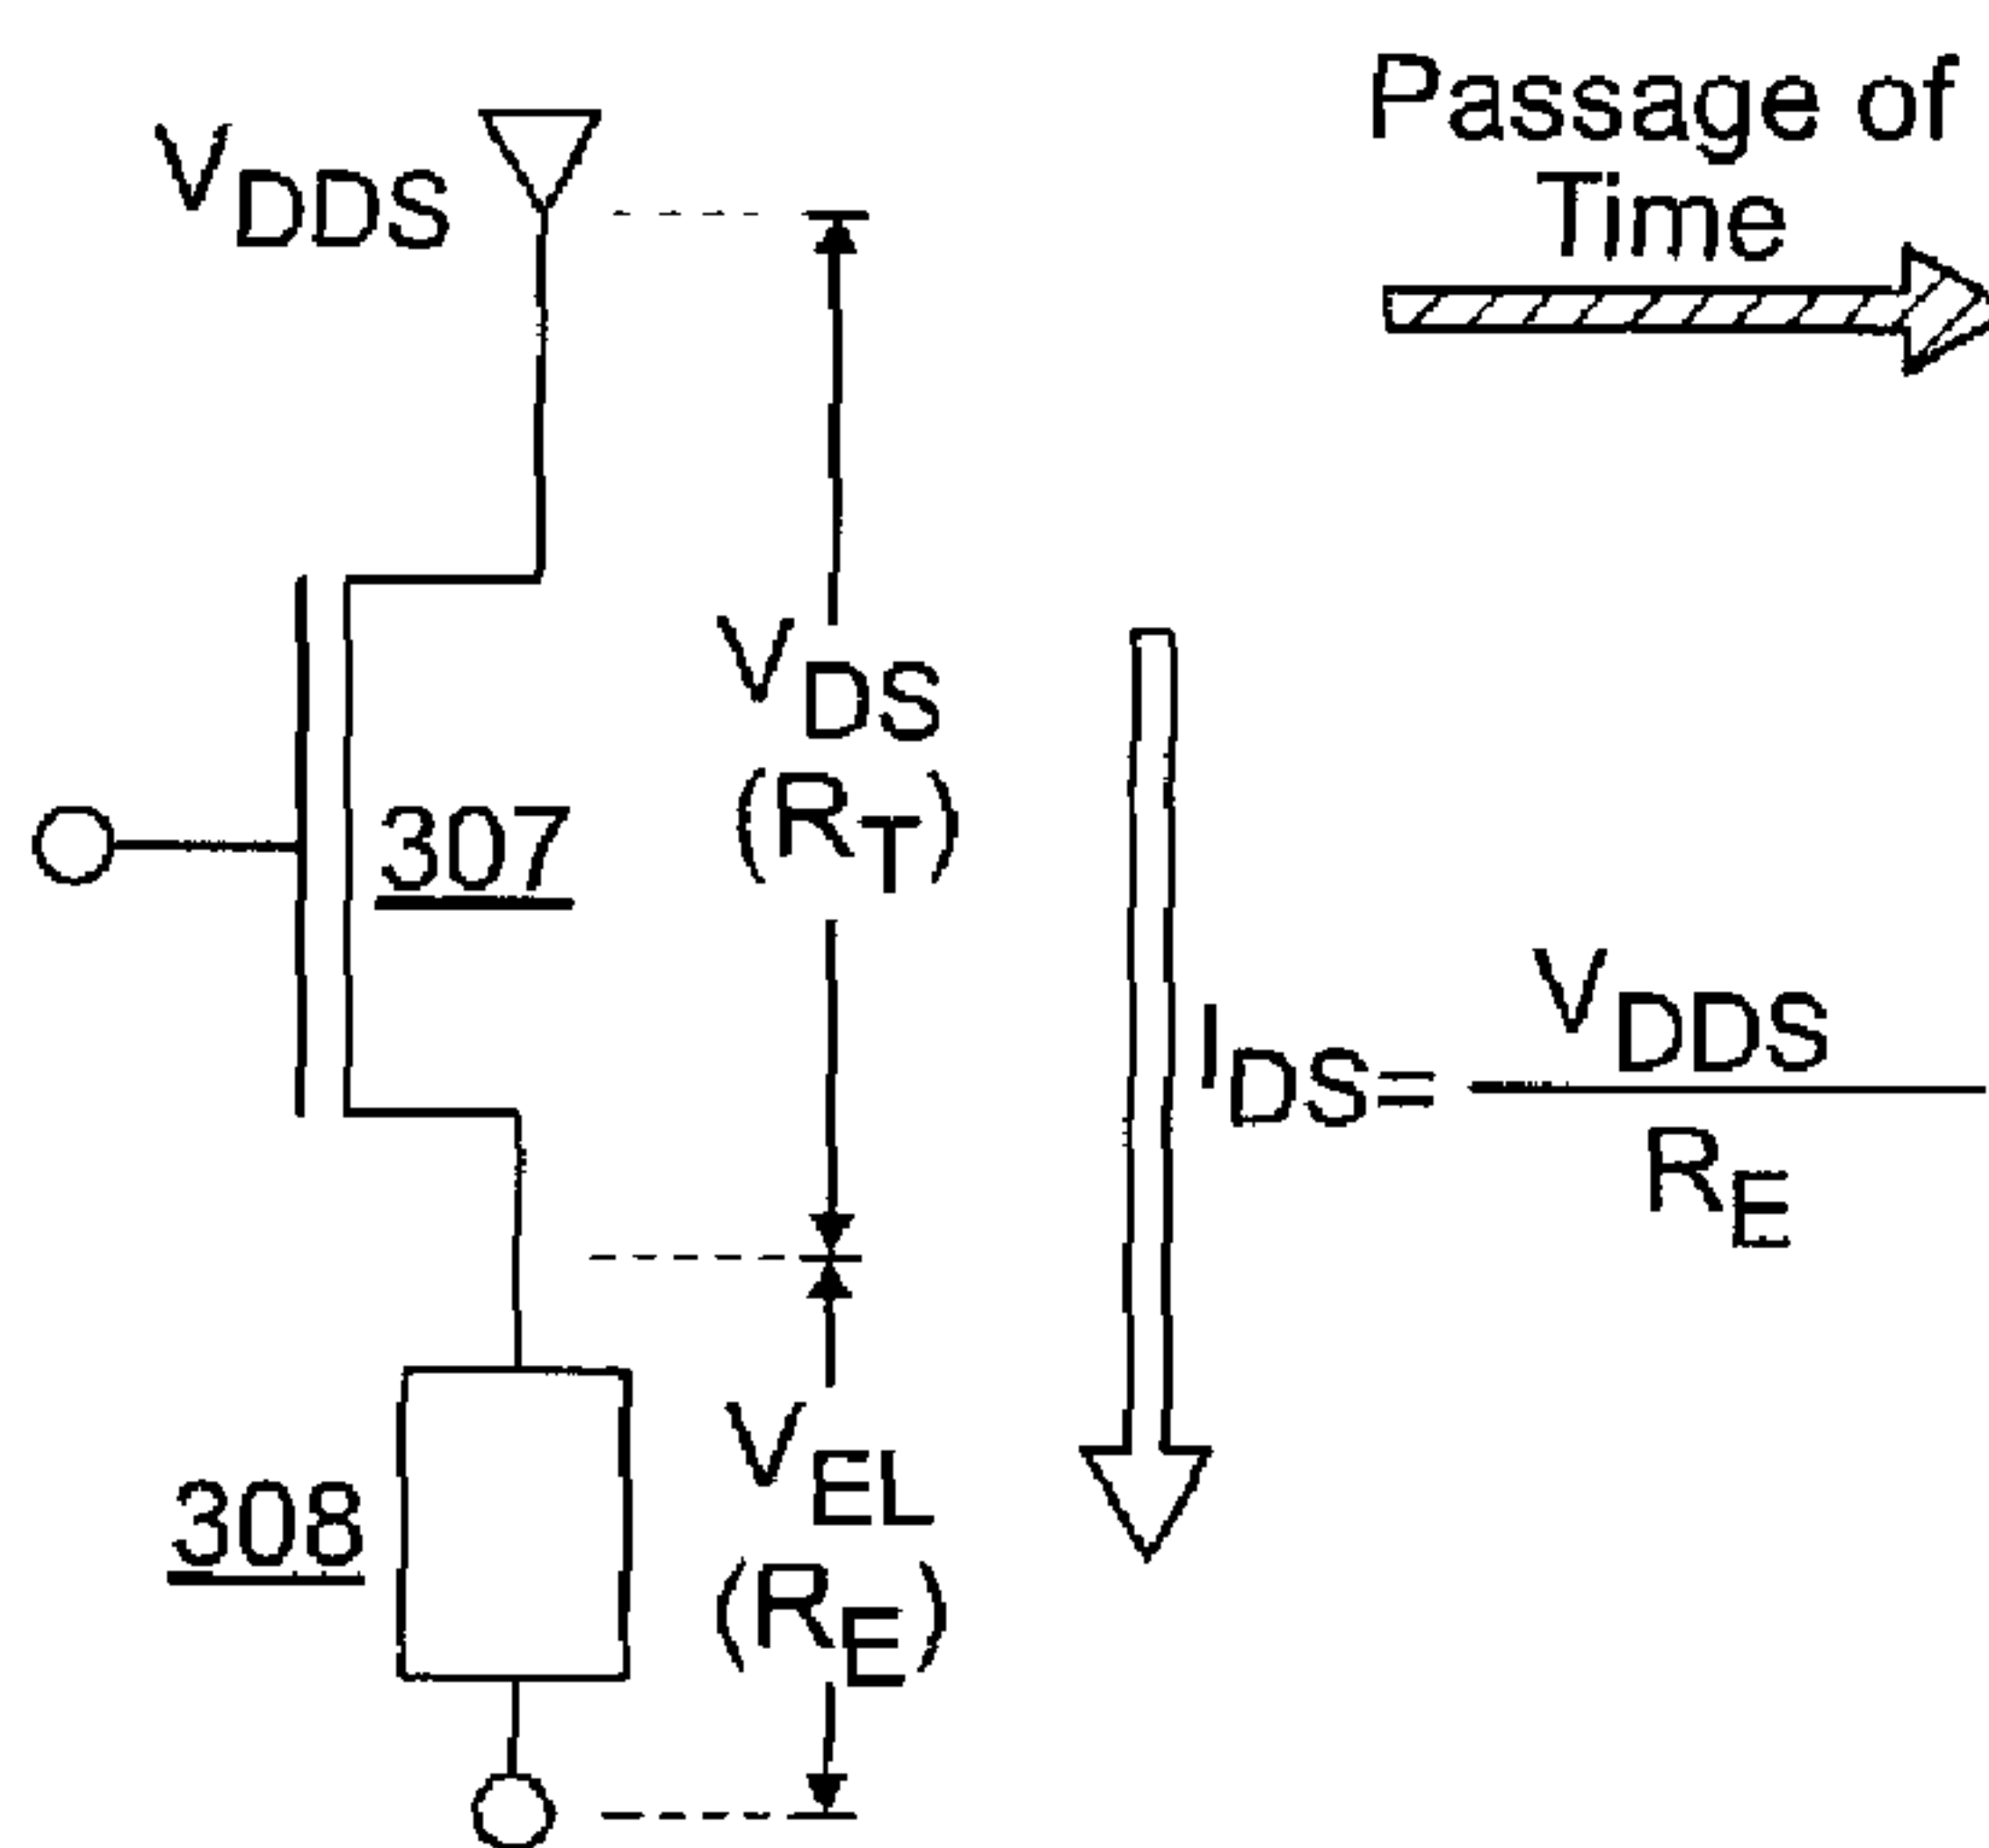 Passage of
Time
V_DDS
V_DS
(R_T)
307
I_DS= V_DDS
R_E
V_EL
(R_E)
308